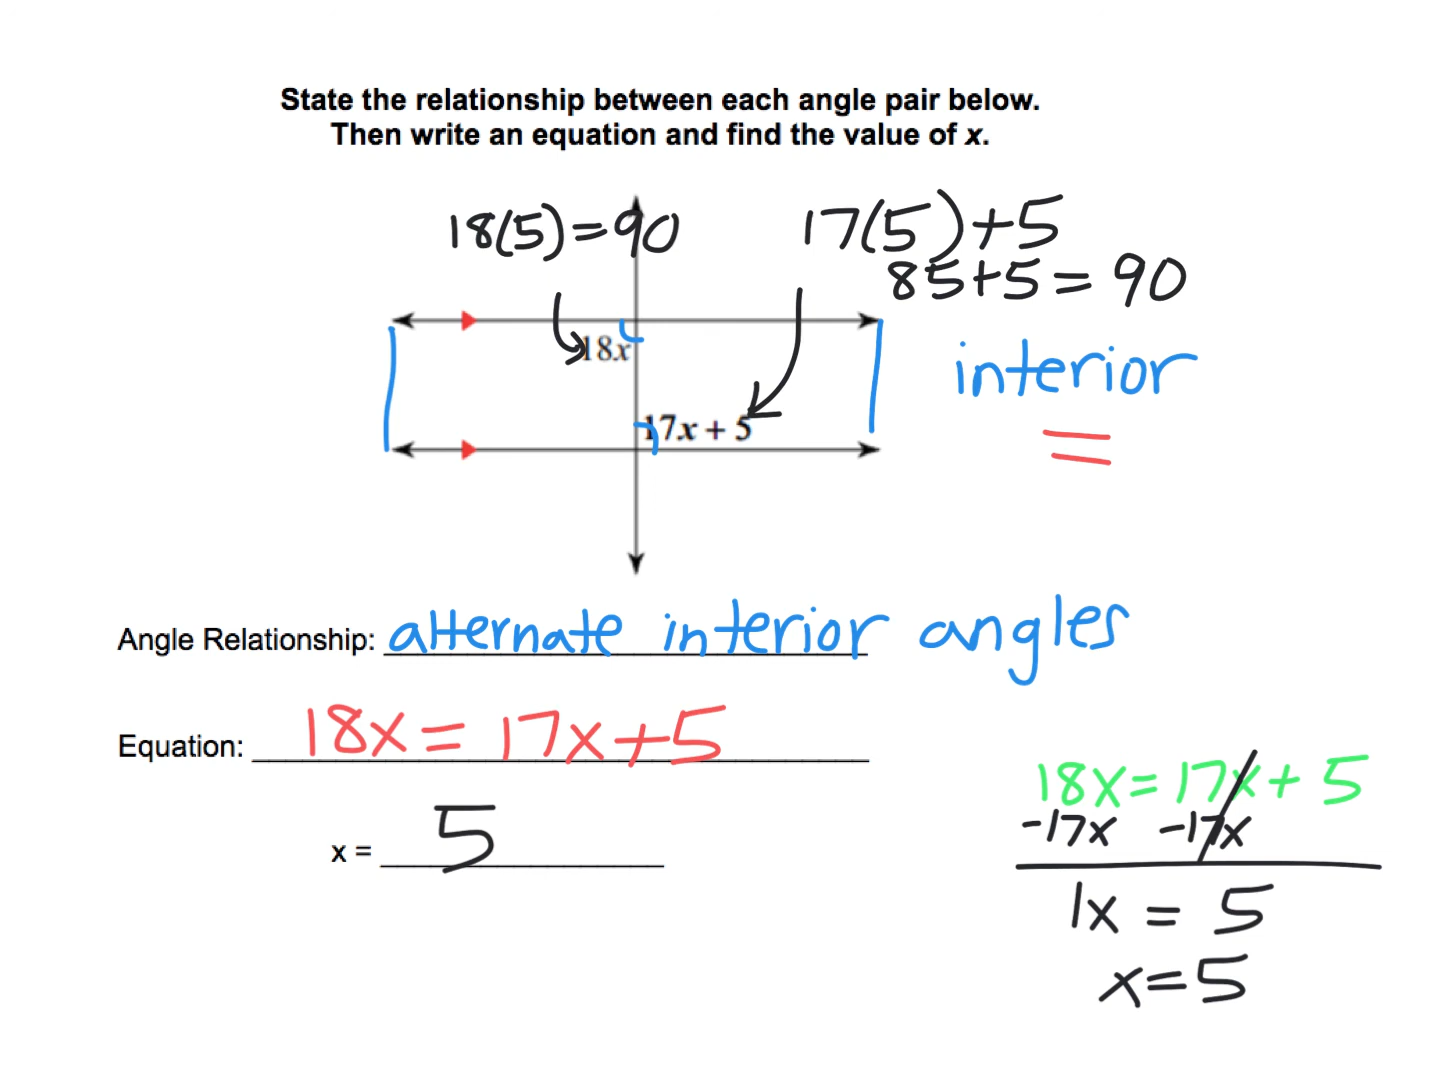 State the relationship between each angle pair below.
Then write an equation and find the value of x.
18(5)=90
17(5)+5
85+5=90
18x
interior
17x + 5
=
Angle Relationship: alternate interior angles
Equation: 18x = 17x+5
x = 5
18x=17x+5
-17x -17x
1x = 5
x=5